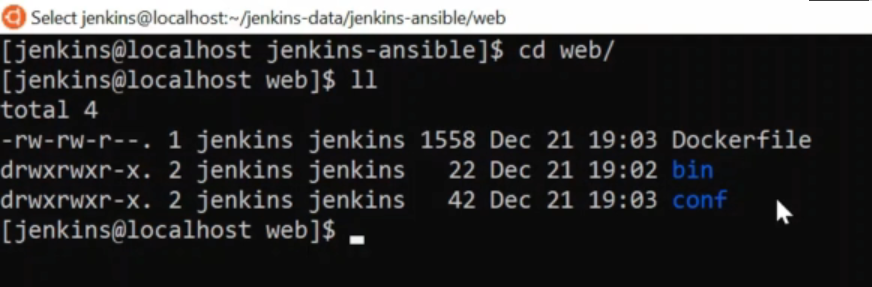 Select jenkins@localhost:~/jenkins-data/jenkins-ansible/web
[jenkins@localhost jenkins-ansible]$ cd web/
[jenkins@localhost web]$ ll
total 4
-rw-rw-r--. 1 jenkins jenkins 1558 Dec 21 19:03 Dockerfile
drwxrwxr-x. 2 jenkins jenkins   22 Dec 21 19:02 bin
drwxrwxr-x. 2 jenkins jenkins   42 Dec 21 19:03 conf
[jenkins@localhost web]$